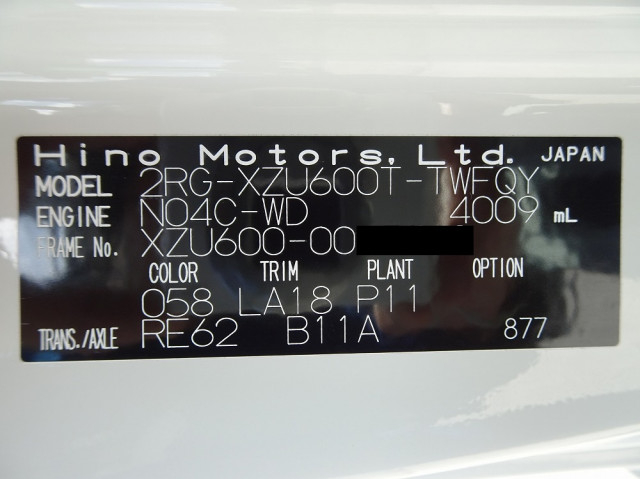 Hino Motors, Ltd. JAPAN
MODEL 2RG-XZU600T-TWFQY
ENGINE N04C-WD 4009 mL
FRAME No. XZU600-00
COLOR TRIM PLANT OPTION
058 LA18 P11
TRANS./AXLE RE62 B11A 877